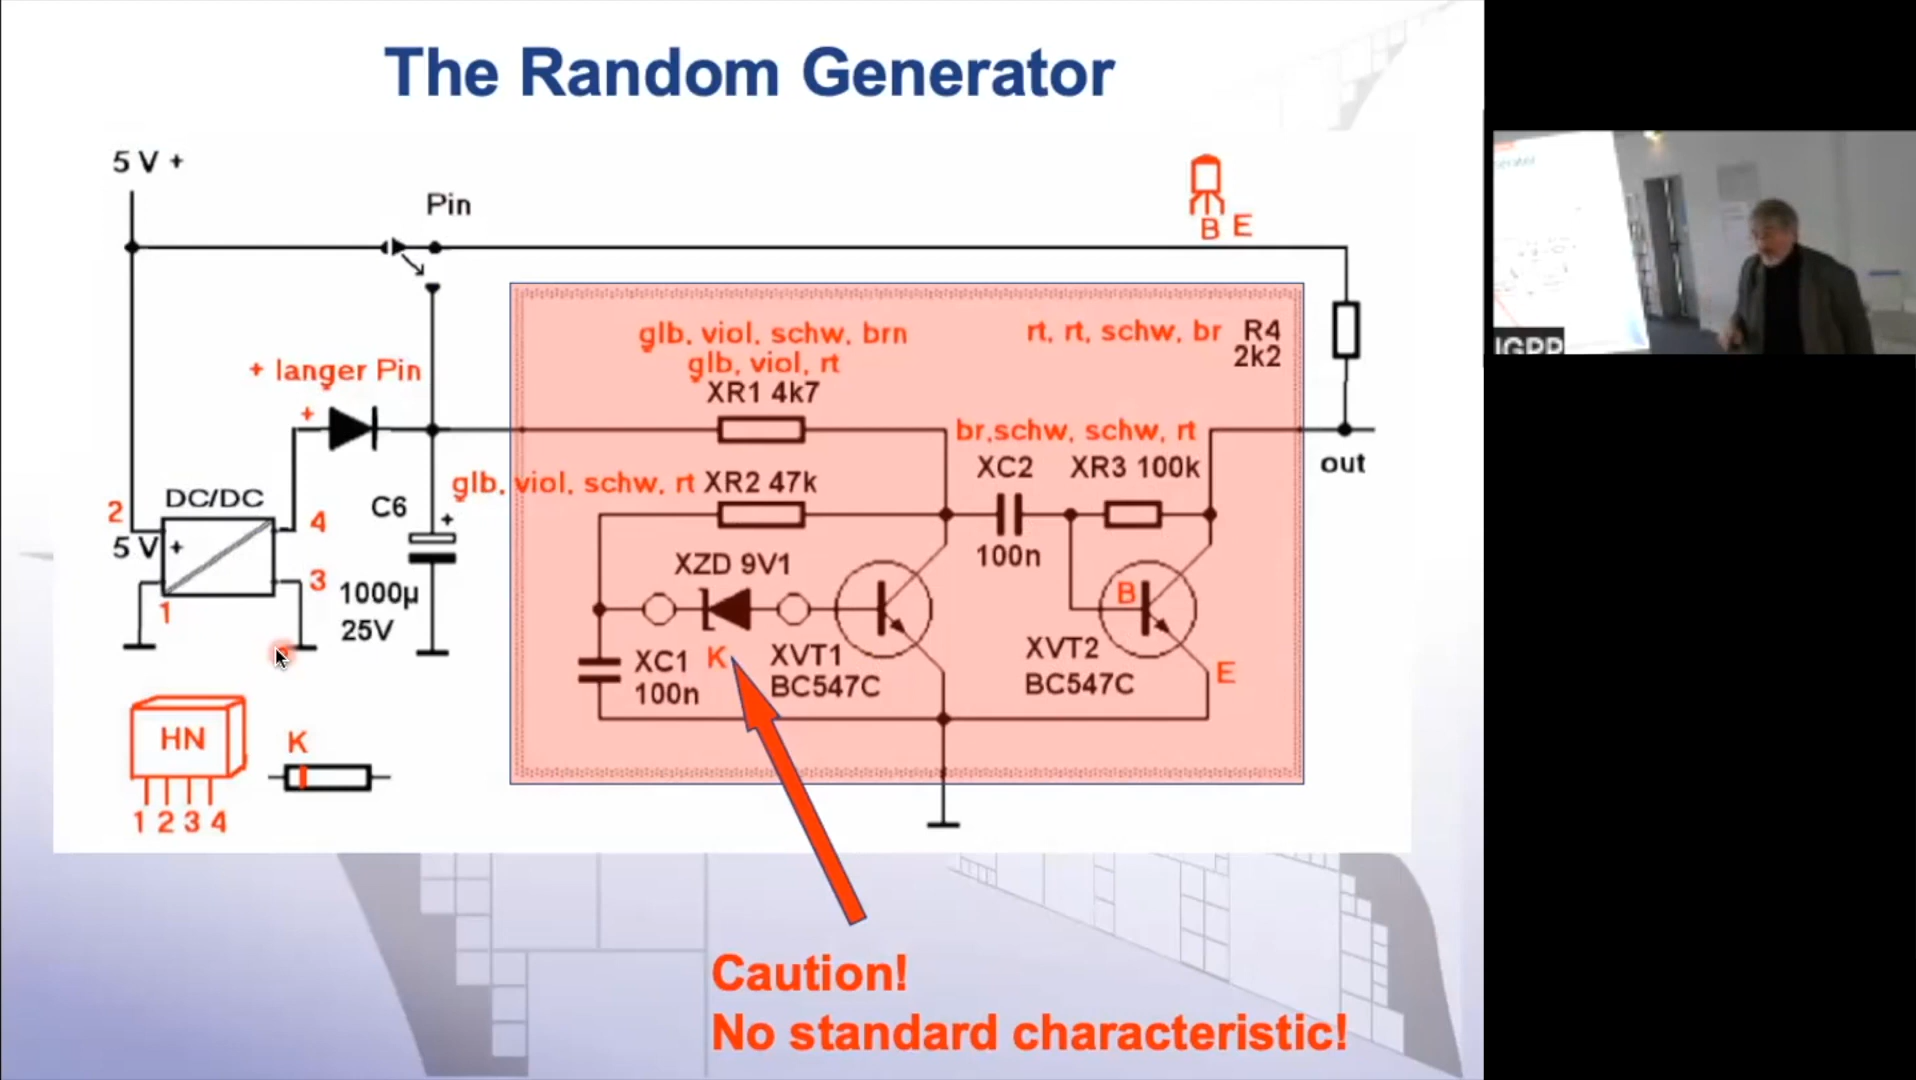 The Random Generator
5 V +
Pin
B E
glb, viol, schw, brn
glb, viol, rt
XR1 4k7
rt, rt, schw, br R4
2k2
+ langer Pin
+
br,schw, schw, rt
out
glb, viol, schw, rt XR2 47k
XC2 XR3 100k
2
DC/DC
4
C6
+
5 V +
100n
XZD 9V1
3
1
1000µ
25V
B
XC1
100n
K
XVT1
BC547C
XVT2
BC547C
E
HN
K
1 2 3 4
Caution!
No standard characteristic!
IGPP